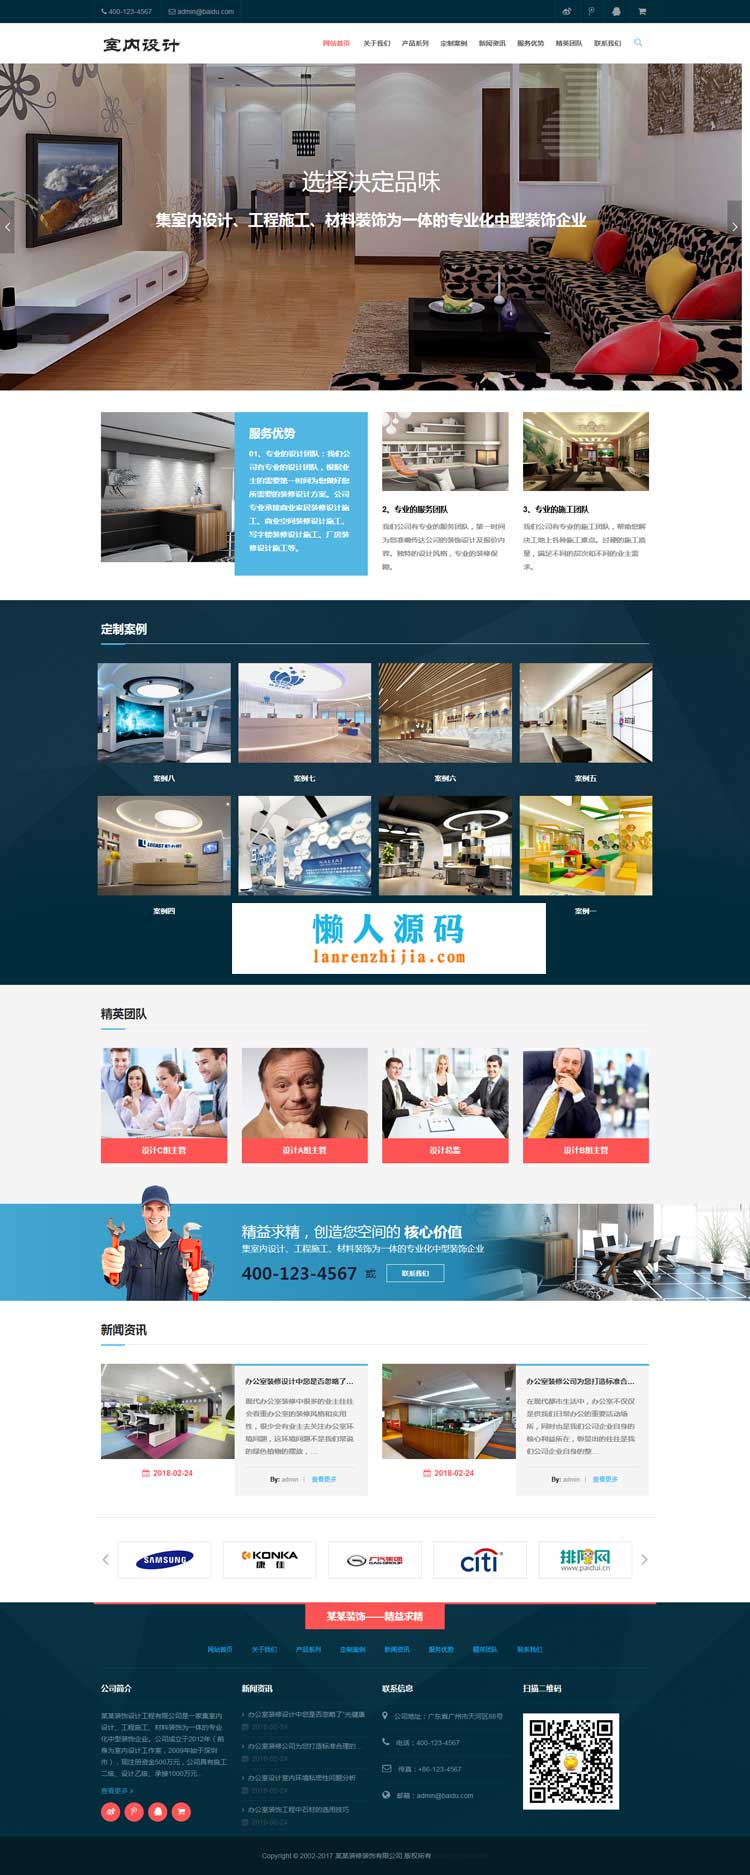 400-123-4567 admin@baidu.com
室内设计
网站首页 关于我们 产品系列 定制案例 新闻资讯 服务优势 精英团队 联系我们
选择决定品味
集室内设计、工程施工、材料装饰为一体的专业化中型装饰企业
服务优势
01、专业的设计团队：我们公
司有专业的设计团队，根据业
主的需要第一时间为您做好您
所需要的装修设计方案。公司
专业承接商业家居装修设计施
工、商业空间装修设计施工、
写字楼装修设计施工、厂房装
修设计施工等。
2、专业的服务团队
我们公司有专业的服务团队，第一时间
为您准确传达公司的装饰设计及报价内
容。独特的设计风格，专业的装修保
障。
3、专业的施工团队
我们公司有专业的施工团队，帮助您解
决工地上各种施工难点。过硬的施工质
量，满足不同的层次和不同的业主需
求。
定制案例
案例八 案例七 案例六 案例五
案例四 案例一
懒人源码
lanrenzhijia.com
精英团队
设计C组主管 设计A组主管 设计总监 设计B组主管
精益求精，创造您空间的 核心价值
集室内设计、工程施工、材料装饰为一体的专业化中型装饰企业
400-123-4567 或 联系我们
新闻资讯
办公室装修设计中您是否忽略了...
现代办公室装修中很多的业主往往
会看重办公室的装修风格和实用
性，很少会有业主去关注办公室环
境问题，这环境问题不是我们常说
的绿色植物的摆放，...
2018-02-24
By: admin | 查看更多
办公室装修公司为您打造标准合...
在现代都市生活中，办公室不仅仅
是供我们日常办公的重要活动场
所，同时也是我们公司企业自身的
核心利益所在，彰显出的往往是我
们公司企业自身的整...
2018-02-24
By: admin | 查看更多
SAMSUNG KONKA 康佳 广汽集团 GAC GROUP citi 排队网 www.paidui.cn
某某装饰——精益求精
网站首页 关于我们 产品系列 定制案例 新闻资讯 服务优势 精英团队 联系我们
公司简介
某某装饰设计工程有限公司是一家集室内
设计、工程施工、材料装饰为一体的专业
化中型装饰企业。公司成立于2012年（前
身为室内设计工作室，2009年始于深圳
市），现注册资金500万元，公司具有施工
二级、设计乙级、承接1000万元...
查看更多 »
新闻资讯
办公室装修设计中您是否忽略了“光健康
2018-02-24
办公室装修公司为您打造标准合理的...
2018-02-24
办公室设计室内环境私密性问题分析
2018-02-24
办公室装饰工程中石材的选用技巧
2018-02-24
联系信息
公司地址：广东省广州市天河区88号
电话：400-123-4567
传真：+86-123-4567
邮箱：admin@baidu.com
扫描二维码
Copyright © 2002-2017 某某装修装饰有限公司 版权所有